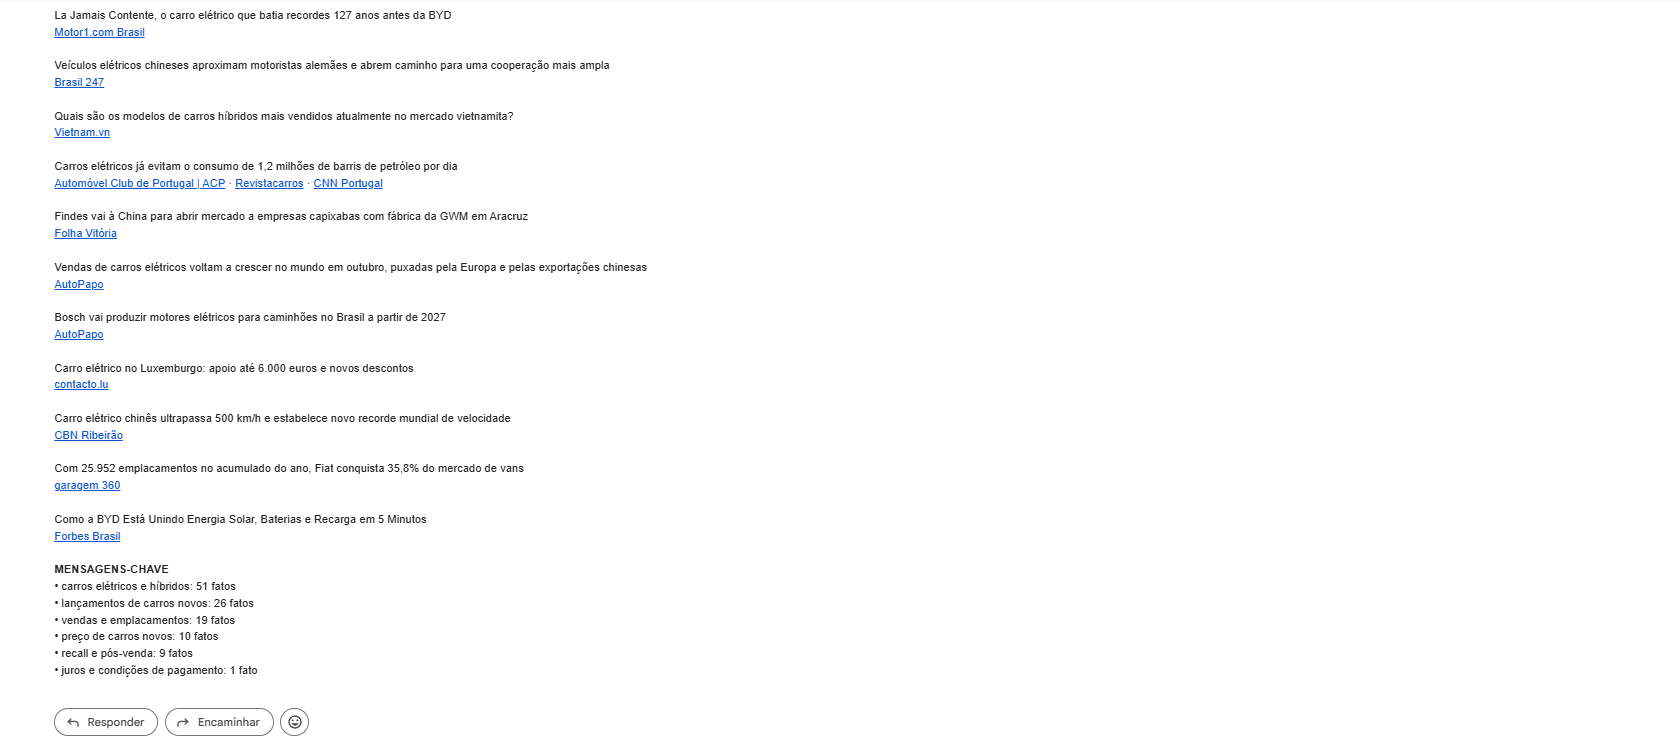 La Jamais Contente, o carro elétrico que batia recordes 127 anos antes da BYD
Motor1.com Brasil
Veículos elétricos chineses aproximam motoristas alemães e abrem caminho para uma cooperação mais ampla
Brasil 247
Quais são os modelos de carros híbridos mais vendidos atualmente no mercado vietnamita?
Vietnam.vn
Carros elétricos já evitam o consumo de 1,2 milhões de barris de petróleo por dia
Automóvel Club de Portugal | ACP · Revistacarros · CNN Portugal
Findes vai à China para abrir mercado a empresas capixabas com fábrica da GWM em Aracruz
Folha Vitória
Vendas de carros elétricos voltam a crescer no mundo em outubro, puxadas pela Europa e pelas exportações chinesas
AutoPapo
Bosch vai produzir motores elétricos para caminhões no Brasil a partir de 2027
AutoPapo
Carro elétrico no Luxemburgo: apoio até 6.000 euros e novos descontos
contacto.lu
Carro elétrico chinês ultrapassa 500 km/h e estabelece novo recorde mundial de velocidade
CBN Ribeirão
Com 25.952 emplacamentos no acumulado do ano, Fiat conquista 35,8% do mercado de vans
garagem 360
Como a BYD Está Unindo Energia Solar, Baterias e Recarga em 5 Minutos
Forbes Brasil
MENSAGENS-CHAVE
• carros elétricos e híbridos: 51 fatos
• lançamentos de carros novos: 26 fatos
• vendas e emplacamentos: 19 fatos
• preço de carros novos: 10 fatos
• recall e pós-venda: 9 fatos
• juros e condições de pagamento: 1 fato
Responder Encaminhar